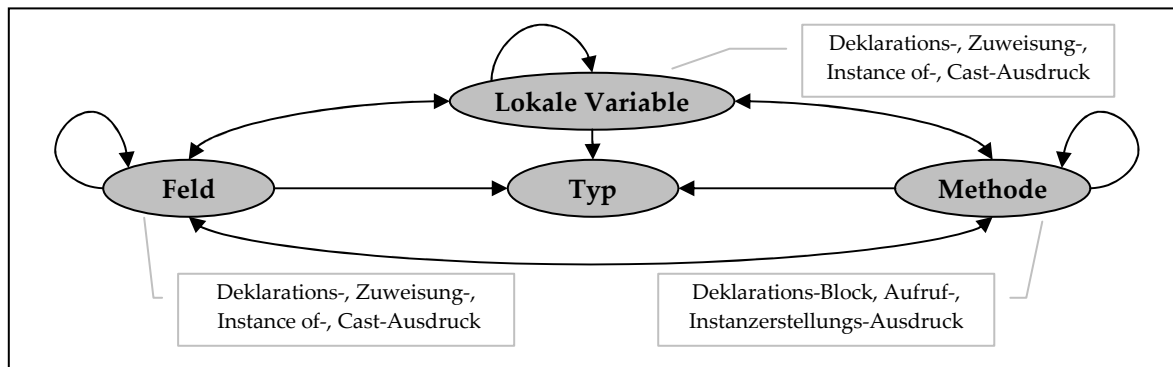 Deklarations-, Zuweisung-,
Instance of-, Cast-Ausdruck
Lokale Variable
Feld
Typ
Methode
Deklarations-, Zuweisung-,
Instance of-, Cast-Ausdruck
Deklarations-Block, Aufruf-,
Instanzerstellungs-Ausdruck